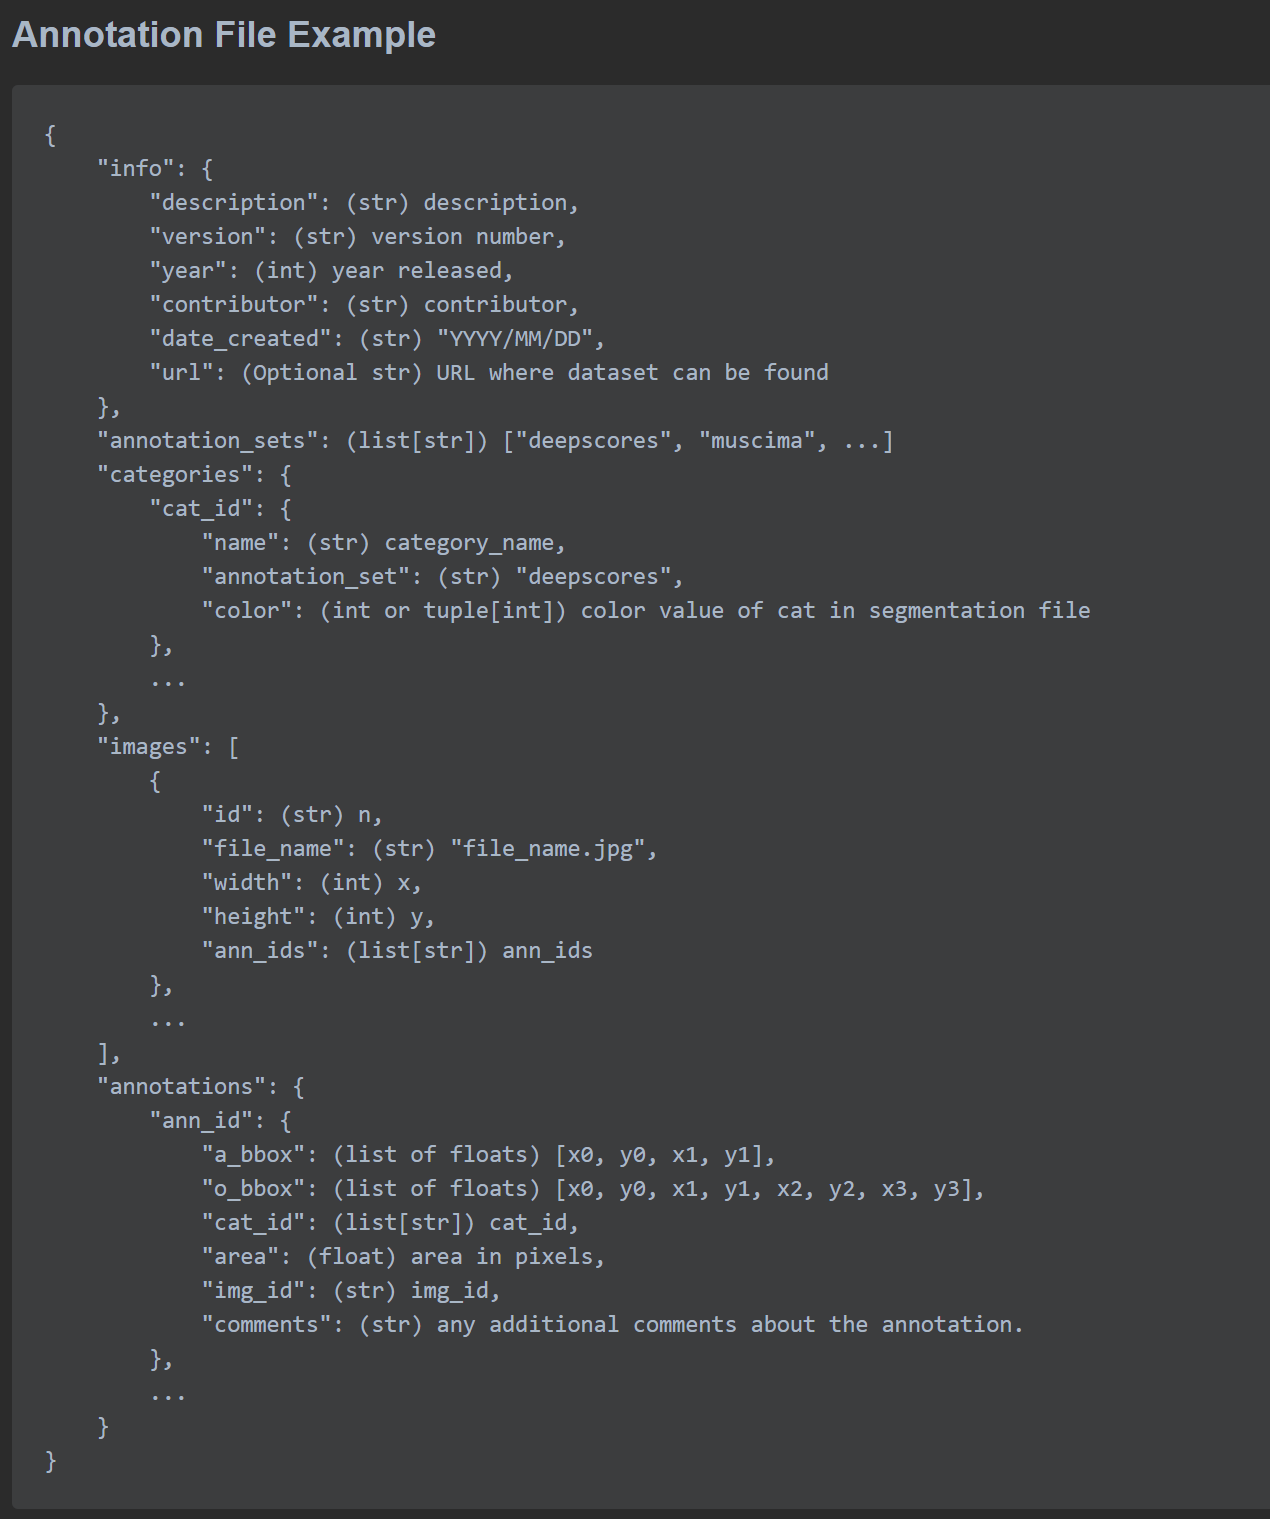 Annotation File Example
{
    "info": {
        "description": (str) description,
        "version": (str) version number,
        "year": (int) year released,
        "contributor": (str) contributor,
        "date_created": (str) "YYYY/MM/DD",
        "url": (Optional str) URL where dataset can be found
    },
    "annotation_sets": (list[str]) ["deepscores", "muscima", ...]
    "categories": {
        "cat_id": {
            "name": (str) category_name,
            "annotation_set": (str) "deepscores",
            "color": (int or tuple[int]) color value of cat in segmentation file
        },
        ...
    },
    "images": [
        {
            "id": (str) n,
            "file_name": (str) "file_name.jpg",
            "width": (int) x,
            "height": (int) y,
            "ann_ids": (list[str]) ann_ids
        },
        ...
    ],
    "annotations": {
        "ann_id": {
            "a_bbox": (list of floats) [x0, y0, x1, y1],
            "o_bbox": (list of floats) [x0, y0, x1, y1, x2, y2, x3, y3],
            "cat_id": (list[str]) cat_id,
            "area": (float) area in pixels,
            "img_id": (str) img_id,
            "comments": (str) any additional comments about the annotation.
        },
        ...
    }
}